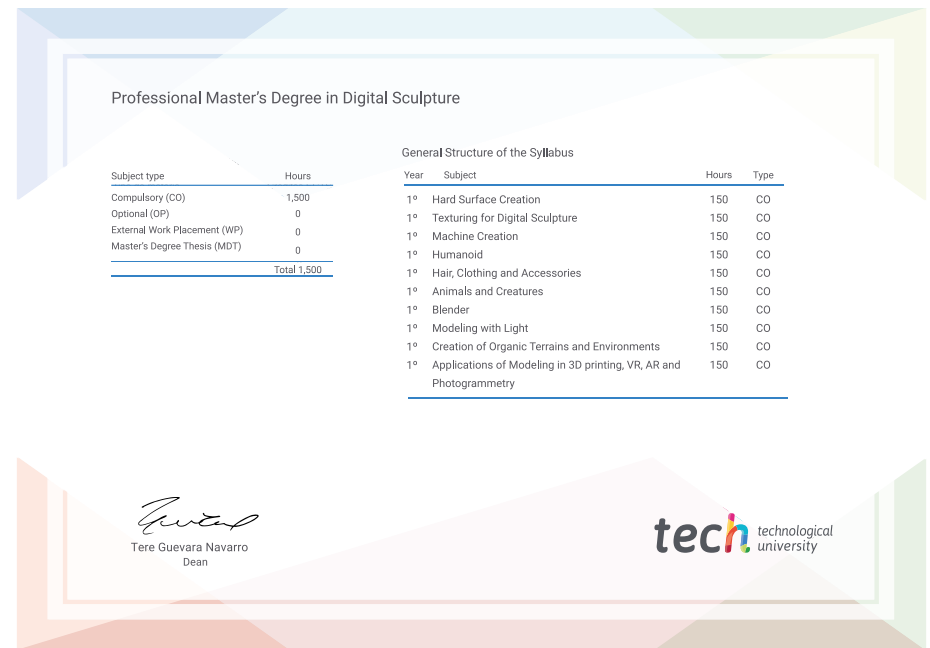 Professional Master's Degree in Digital Sculpture
Subject type Hours
Compulsory (CO) 1,500
Optional (OP) 0
External Work Placement (WP) 0
Master's Degree Thesis (MDT) 0
Total 1,500
General Structure of the Syllabus
Year Subject Hours Type
1º Hard Surface Creation 150 CO
1º Texturing for Digital Sculpture 150 CO
1º Machine Creation 150 CO
1º Humanoid 150 CO
1º Hair, Clothing and Accessories 150 CO
1º Animals and Creatures 150 CO
1º Blender 150 CO
1º Modeling with Light 150 CO
1º Creation of Organic Terrains and Environments 150 CO
1º Applications of Modeling in 3D printing, VR, AR and 150 CO
Photogrammetry
Tere Guevara Navarro
Dean
tech technological
university